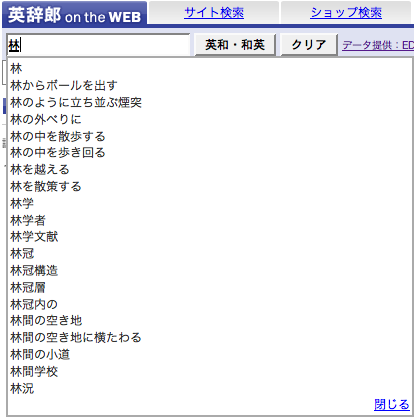 英辞郎 on the WEB サイト検索 ショップ検索
林 英和・和英 クリア データ提供：ED
林
林からボールを出す
林のように立ち並ぶ煙突
林の外べりに
林の中を散歩する
林の中を歩き回る
林を越える
林を散策する
林学
林学者
林学文献
林冠
林冠構造
林冠層
林冠内の
林間の空き地
林間の空き地に横たわる
林間の小道
林間学校
林況
閉じる